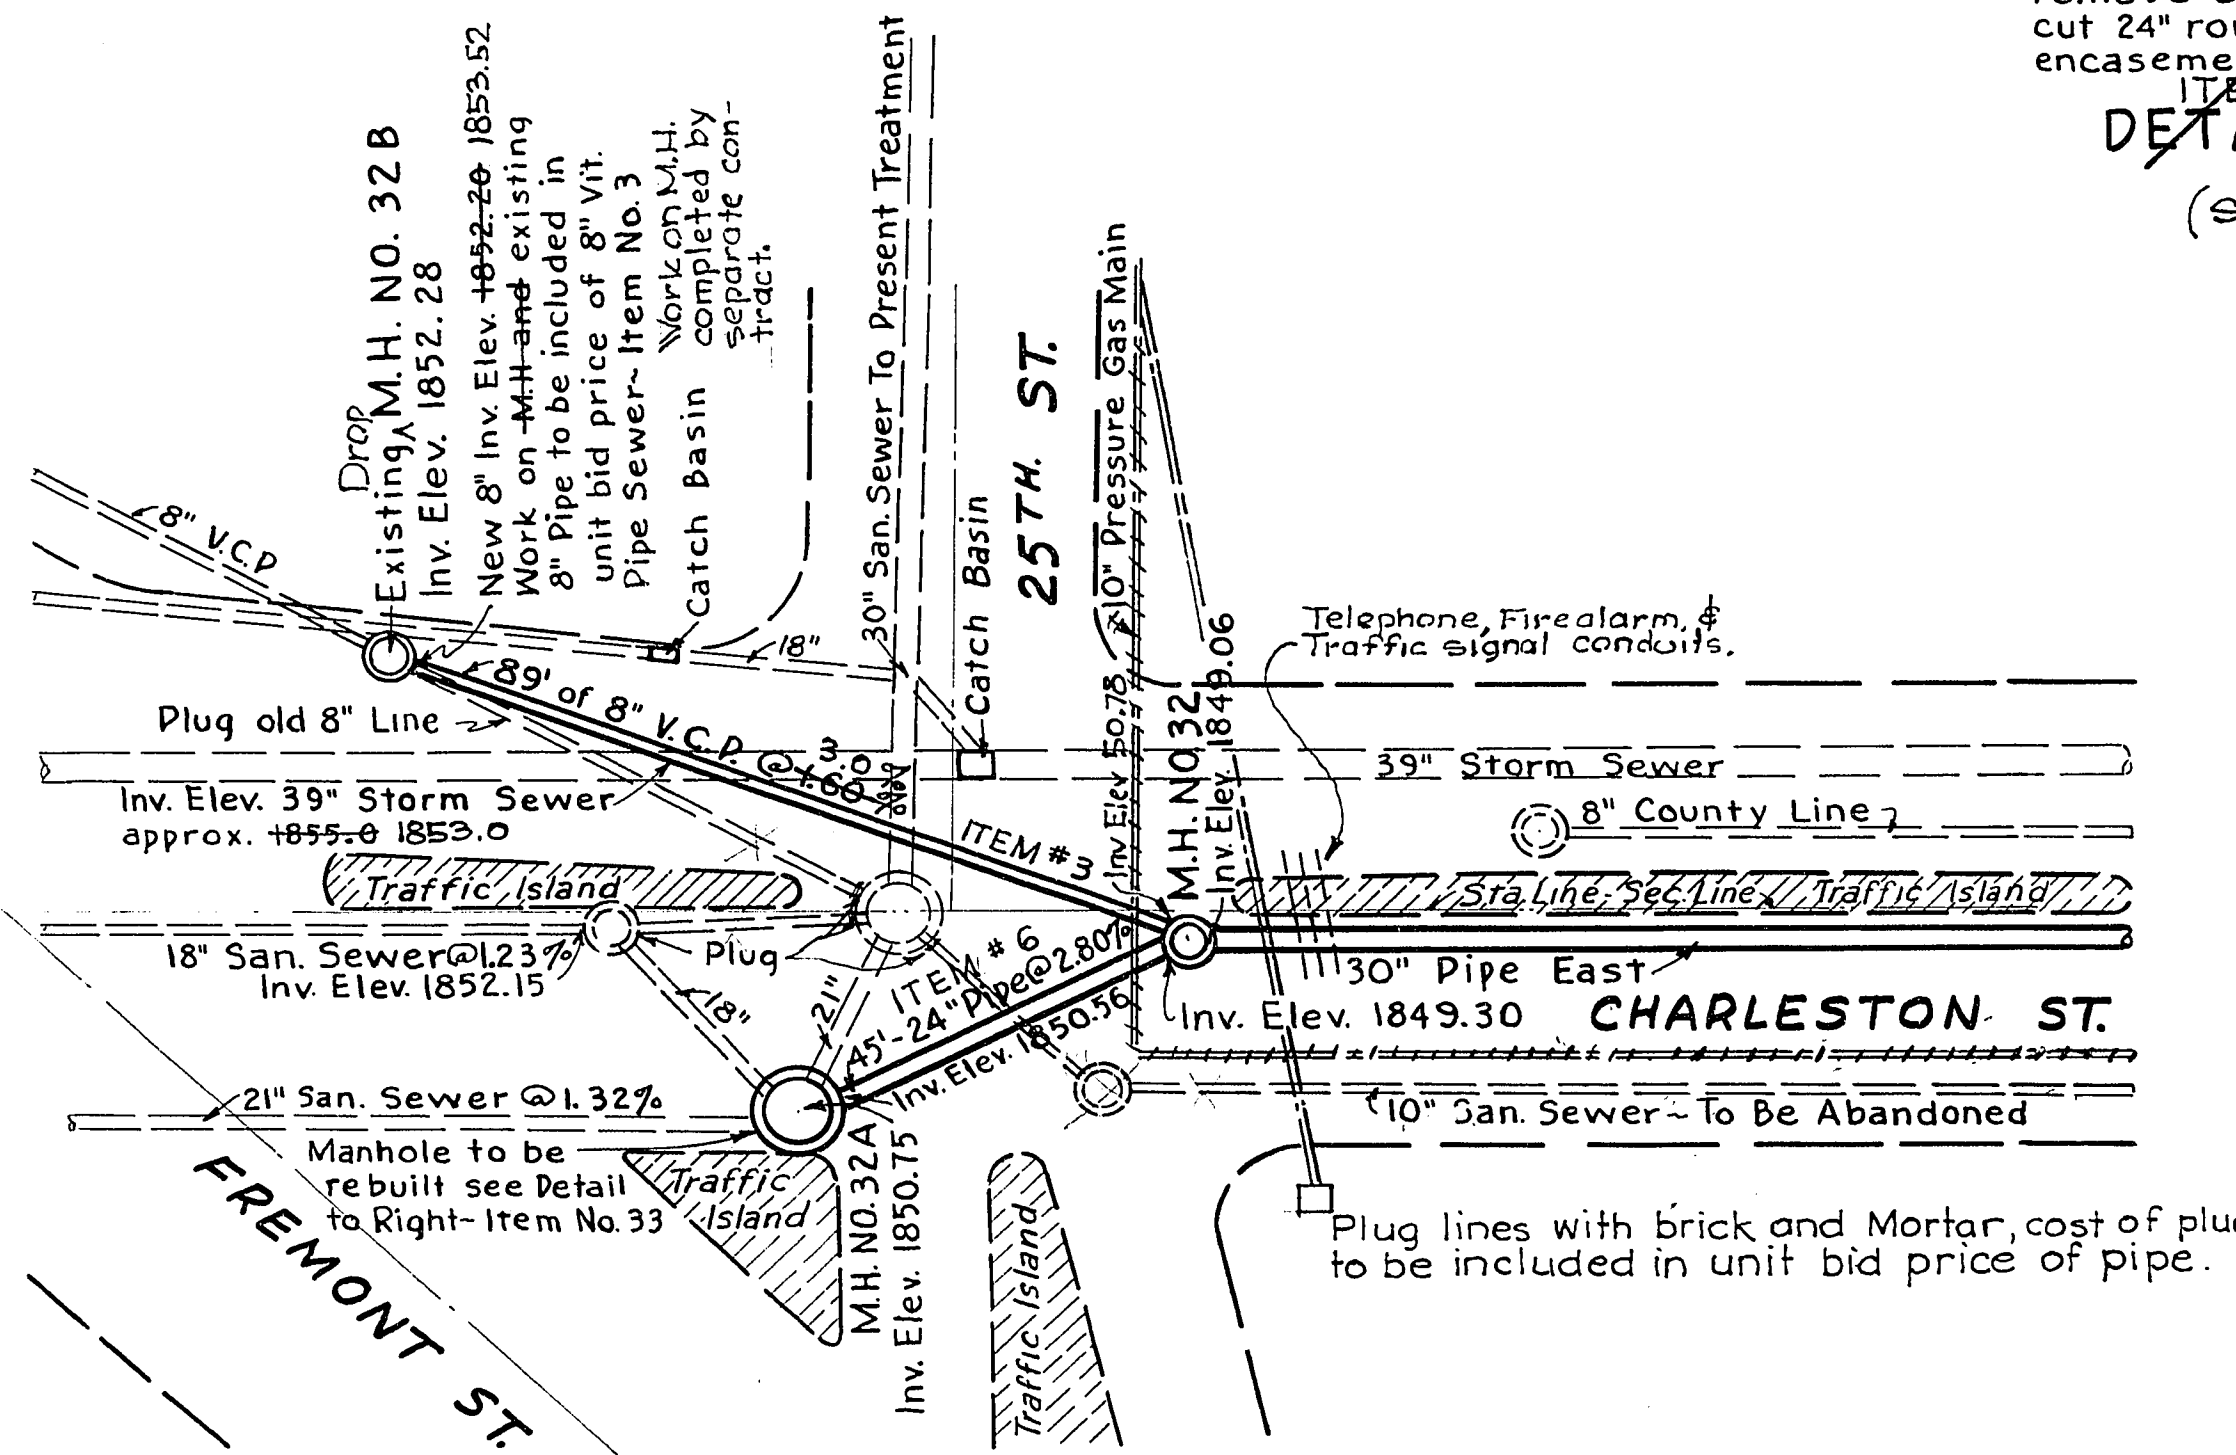 remove
cut 24"
encaseme
(
Drop
Existing ^ M.H. NO. 32B
Inv. Elev. 1852.28
New 8" Inv. Elev. 1852.20 1853.52
Work on M.H and existing
8" Pipe to be included in
unit bid price of 8" Vit.
Pipe Sewer~ Item No. 3
Work on M.H.
completed by
separate con-
tract.
Catch Basin
30" San. Sewer To Present Treatment
Catch Basin
25TH. ST.
10" Pressure Gas Main
8" V.C.P
18"
Telephone, Fire alarm, &
Traffic signal conduits.
89' of 8" V.C.P. @ 1.60 3.0 %
Plug old 8" Line
Inv. Elev. 39" Storm Sewer
approx. 1855.0 1853.0
ITEM #3
Inv Elev 50.78
M.H. NO 32
Inv. Elev. 1849.06
39" Storm Sewer
8" County Line
Traffic Island
Sta. Line, Sec. Line
Traffic Island
18" San. Sewer @1.23%
Inv. Elev. 1852.15
Plug
18"
21"
ITEM # 6
45'-24" Pipe @ 2.80%
Inv. Elev. 1850.56
30" Pipe East
Inv. Elev. 1849.30
CHARLESTON ST.
21" San. Sewer @ 1.32%
10" San. Sewer ~ To Be Abandoned
Manhole to be
rebuilt see Detail
to Right~ Item No. 33
Traffic
Island
M.H. NO. 32A
Inv. Elev. 1850.75
Traffic Island
FREMONT ST.
Plug lines with brick and Mortar, cost of plu
to be included in unit bid price of pipe.